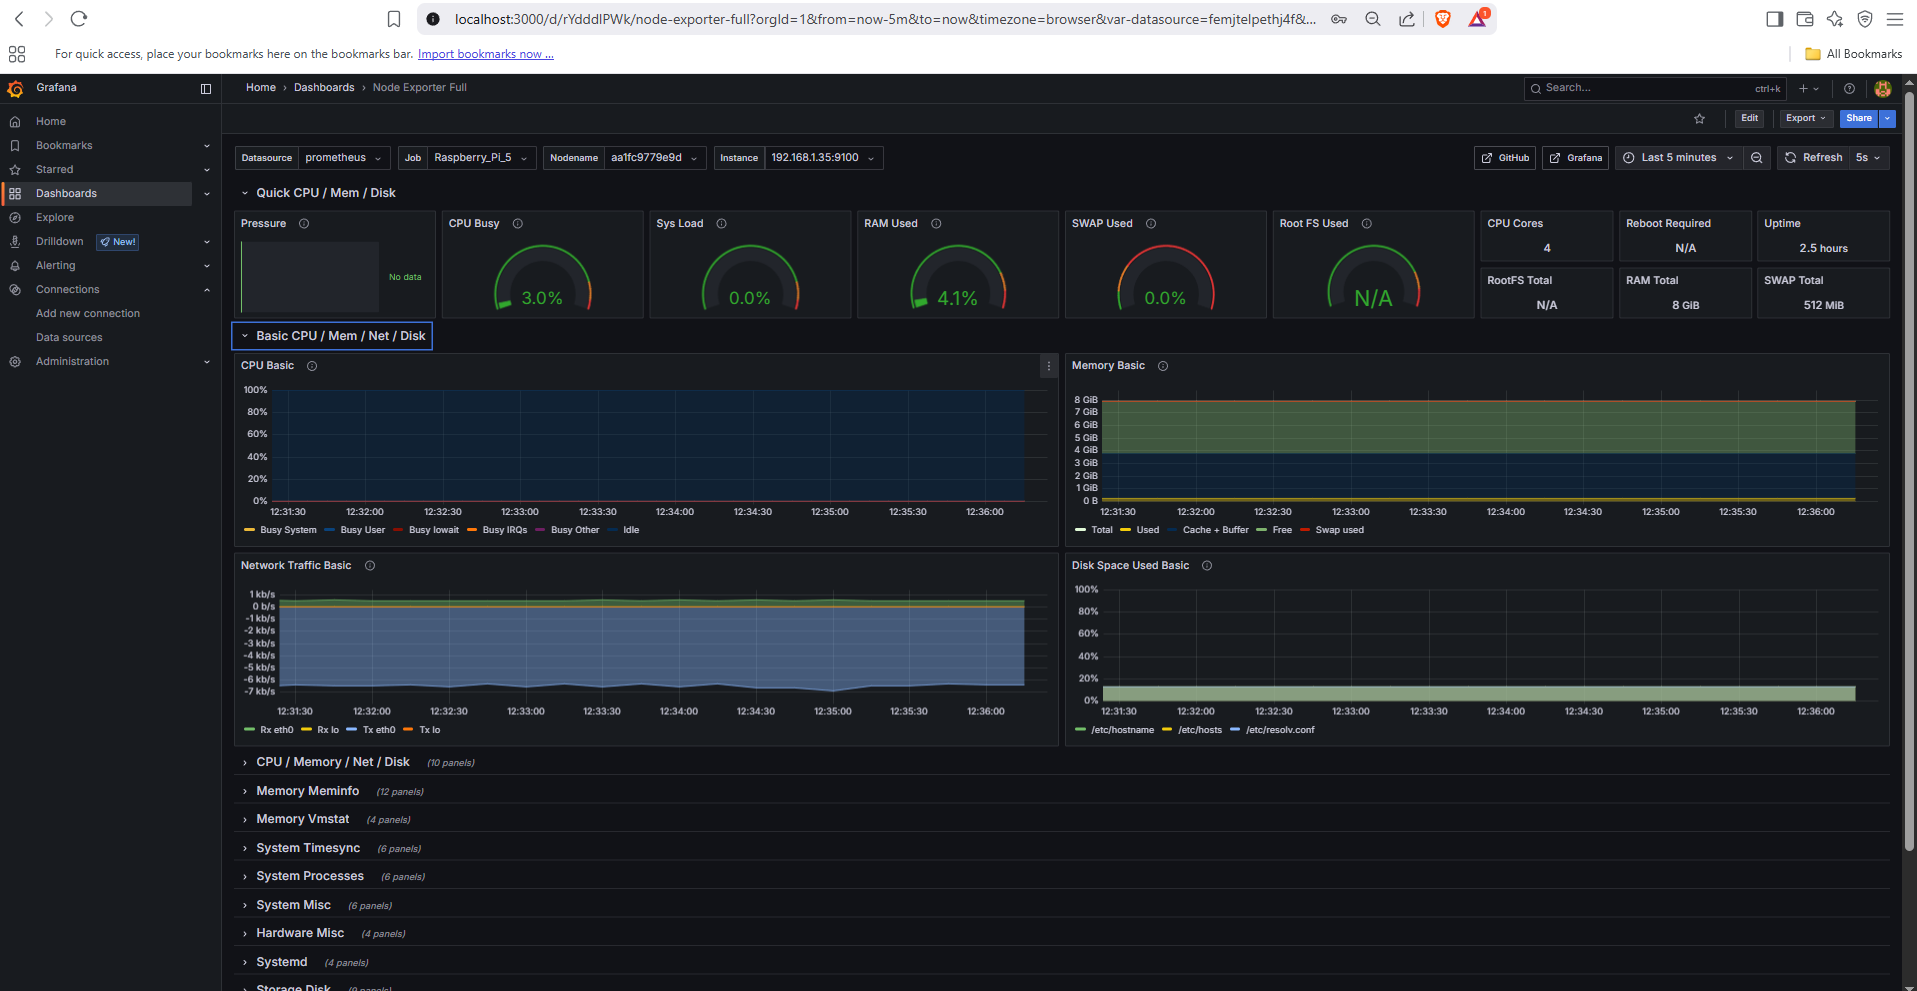 localhost:3000/d/rYdddlPWk/node-exporter-full?orgId=1&from=now-5m&to=now&timezone=browser&var-datasource=femjtelpethj4f&...
1
For quick access, place your bookmarks here on the bookmarks bar. Import bookmarks now ...
All Bookmarks
Grafana
Home › Dashboards › Node Exporter Full
Search... ctrl+k
Edit Export Share
Home
Bookmarks
Starred
Dashboards
Explore
Drilldown New!
Alerting
Connections
Add new connection
Data sources
Administration
Datasource prometheus Job Raspberry_Pi_5 Nodename aa1fc9779e9d Instance 192.168.1.35:9100
GitHub Grafana Last 5 minutes Refresh 5s
Quick CPU / Mem / Disk
Pressure
No data
CPU Busy
3.0%
Sys Load
0.0%
RAM Used
4.1%
SWAP Used
0.0%
Root FS Used
N/A
CPU Cores
4
Reboot Required
N/A
Uptime
2.5 hours
RootFS Total
N/A
RAM Total
8 GiB
SWAP Total
512 MiB
Basic CPU / Mem / Net / Disk
CPU Basic
100%
80%
60%
40%
20%
0%
12:31:30 12:32:00 12:32:30 12:33:00 12:33:30 12:34:00 12:34:30 12:35:00 12:35:30 12:36:00
Busy System Busy User Busy Iowait Busy IRQs Busy Other Idle
Memory Basic
8 GiB
7 GiB
6 GiB
5 GiB
4 GiB
3 GiB
2 GiB
1 GiB
0 B
12:31:30 12:32:00 12:32:30 12:33:00 12:33:30 12:34:00 12:34:30 12:35:00 12:35:30 12:36:00
Total Used Cache + Buffer Free Swap used
Network Traffic Basic
1 kb/s
0 b/s
-1 kb/s
-2 kb/s
-3 kb/s
-4 kb/s
-5 kb/s
-6 kb/s
-7 kb/s
12:31:30 12:32:00 12:32:30 12:33:00 12:33:30 12:34:00 12:34:30 12:35:00 12:35:30 12:36:00
Rx eth0 Rx lo Tx eth0 Tx lo
Disk Space Used Basic
100%
80%
60%
40%
20%
0%
12:31:30 12:32:00 12:32:30 12:33:00 12:33:30 12:34:00 12:34:30 12:35:00 12:35:30 12:36:00
/etc/hostname /etc/hosts /etc/resolv.conf
CPU / Memory / Net / Disk (10 panels)
Memory Meminfo (12 panels)
Memory Vmstat (4 panels)
System Timesync (6 panels)
System Processes (6 panels)
System Misc (6 panels)
Hardware Misc (4 panels)
Systemd (4 panels)
Storage Disk